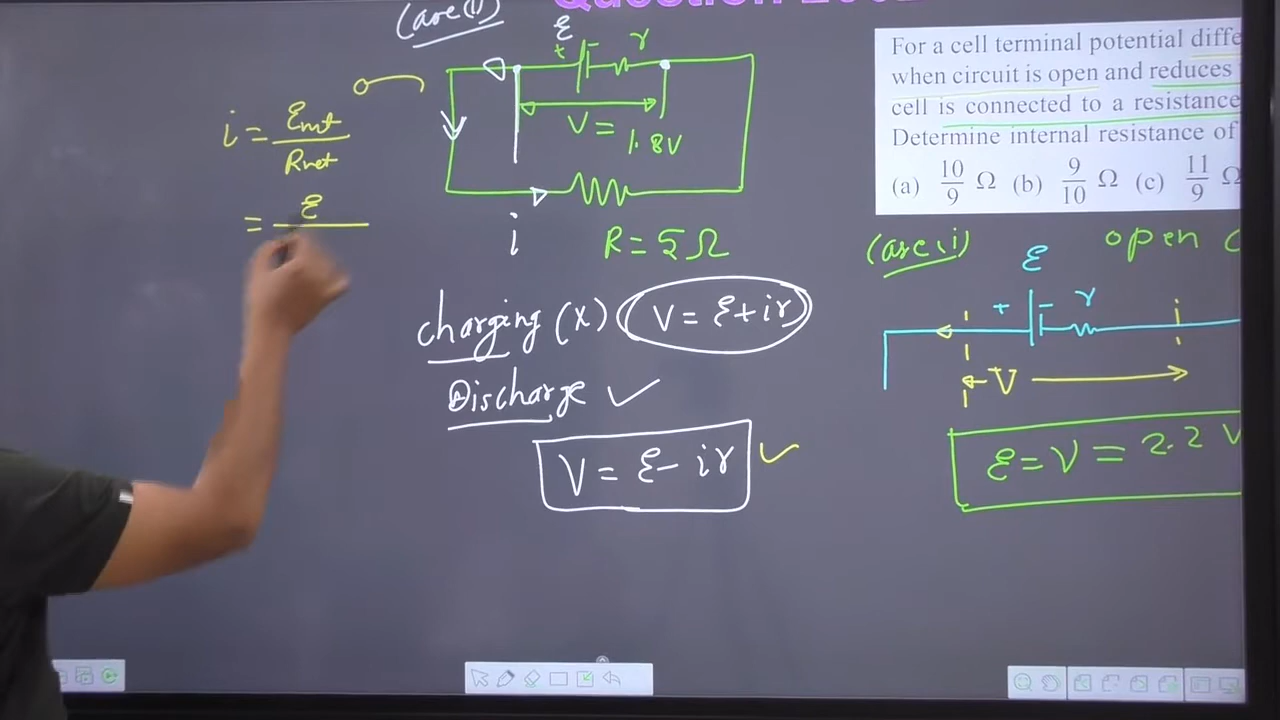 (case (ii)
i = Ɛnet / Rnet
= Ɛ
Ɛ
+ - r
V = 1.8V
i
R = 5 Ω
charging (x) V = Ɛ + ir
Discharge ✓
V = Ɛ - ir ✓
For a cell terminal potential diffe
when circuit is open and reduces
cell is connected to a resistance
Determine internal resistance of
(a) 10/9 Ω (b) 9/10 Ω (c) 11/9 Ω
(case (i) open
Ɛ
+ - r
V
Ɛ = V = 2.2 V